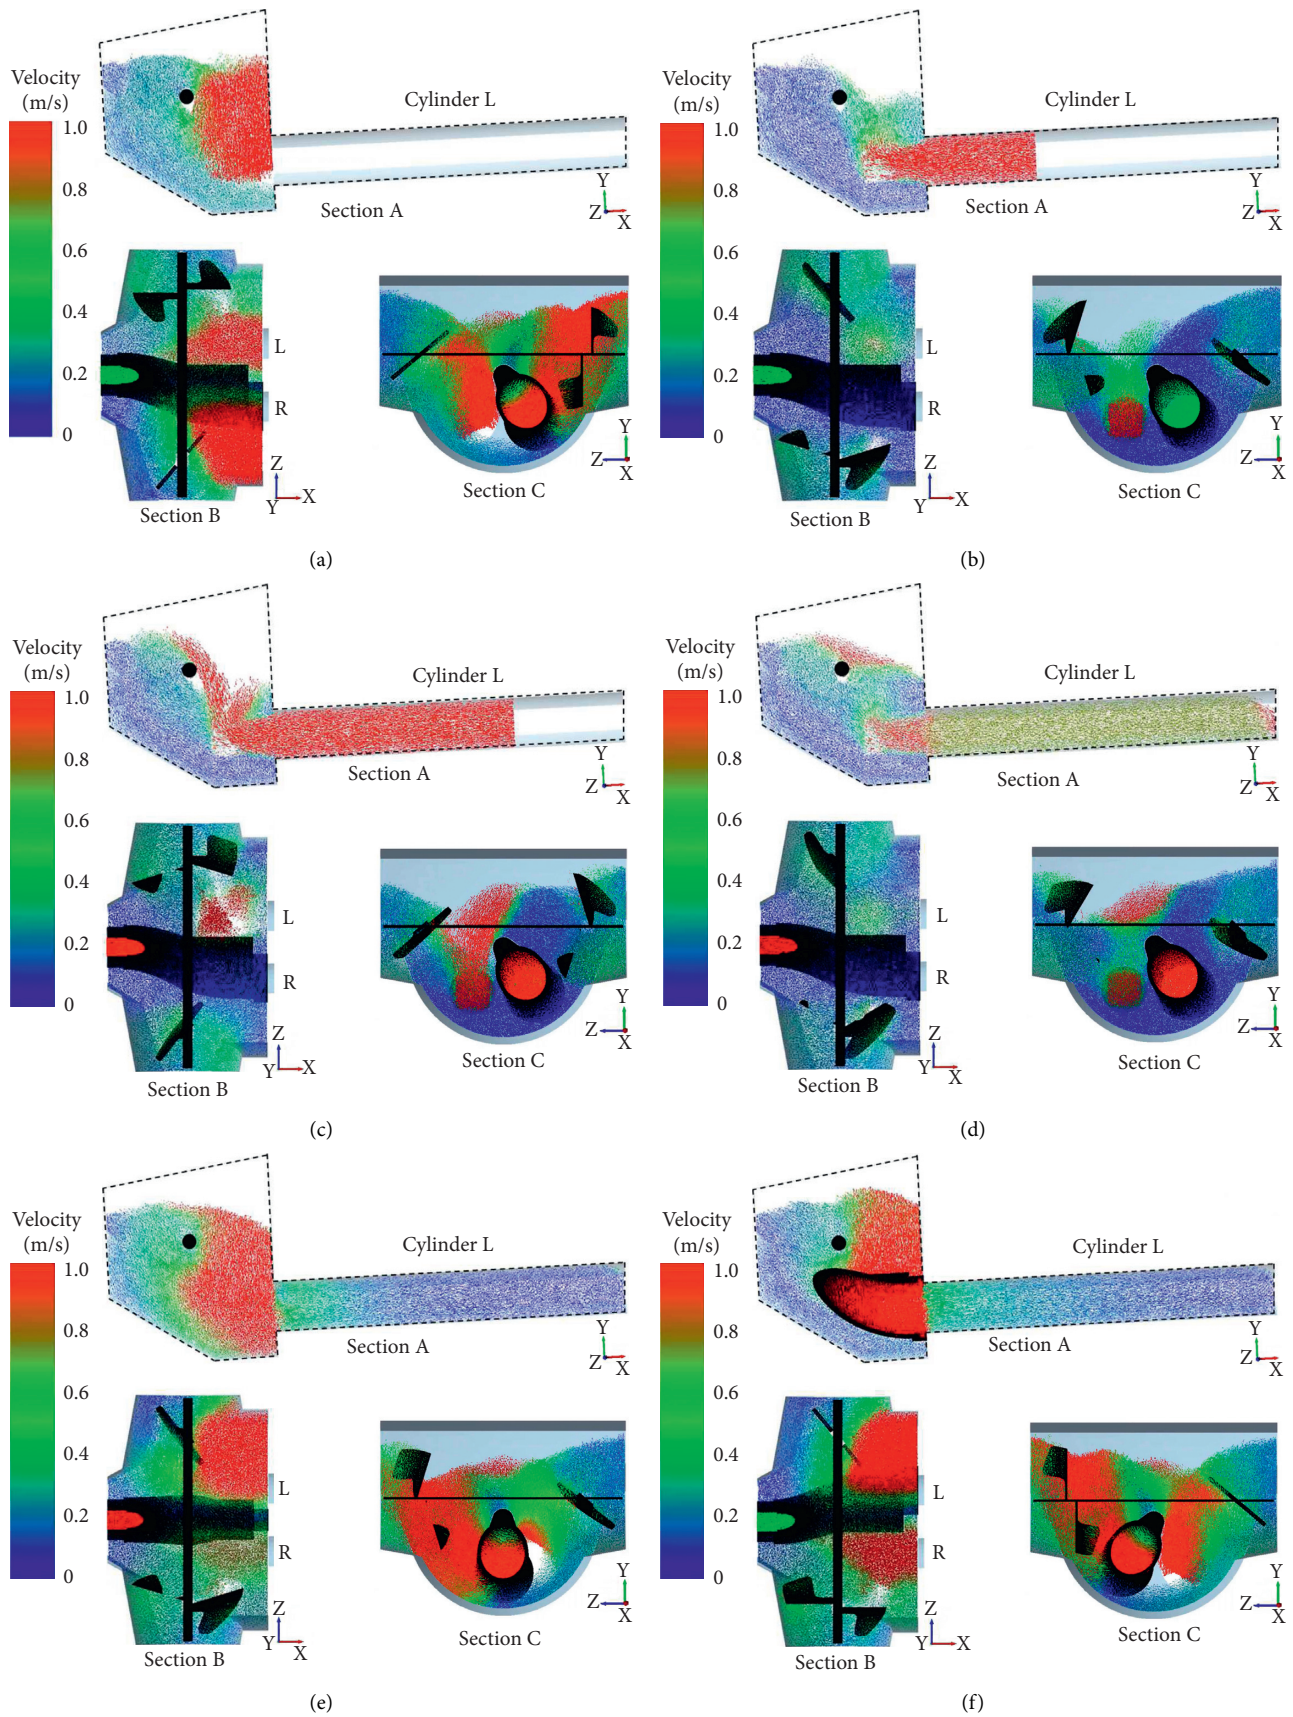 Velocity
(m/s)
1.0
0.8
0.6
0.4
0.2
0
Cylinder L
Section A
Y
Z
X
L
R
Z
Y
X
Section B
Y
Z
X
Section C
(a)
Velocity
(m/s)
1.0
0.8
0.6
0.4
0.2
0
Cylinder L
Section A
Y
Z
X
L
R
Z
Y
X
Section B
Y
Z
X
Section C
(b)
Velocity
(m/s)
1.0
0.8
0.6
0.4
0.2
0
Cylinder L
Section A
Y
Z
X
L
R
Z
Y
X
Section B
Y
Z
X
Section C
(c)
Velocity
(m/s)
1.0
0.8
0.6
0.4
0.2
0
Cylinder L
Section A
Y
Z
X
L
R
Z
Y
X
Section B
Y
Z
X
Section C
(d)
Velocity
(m/s)
1.0
0.8
0.6
0.4
0.2
0
Cylinder L
Section A
Y
Z
X
L
R
Z
Y
X
Section B
Y
Z
X
Section C
(e)
Velocity
(m/s)
1.0
0.8
0.6
0.4
0.2
0
Cylinder L
Section A
Y
Z
X
L
R
Z
Y
X
Section B
Y
Z
X
Section C
(f)